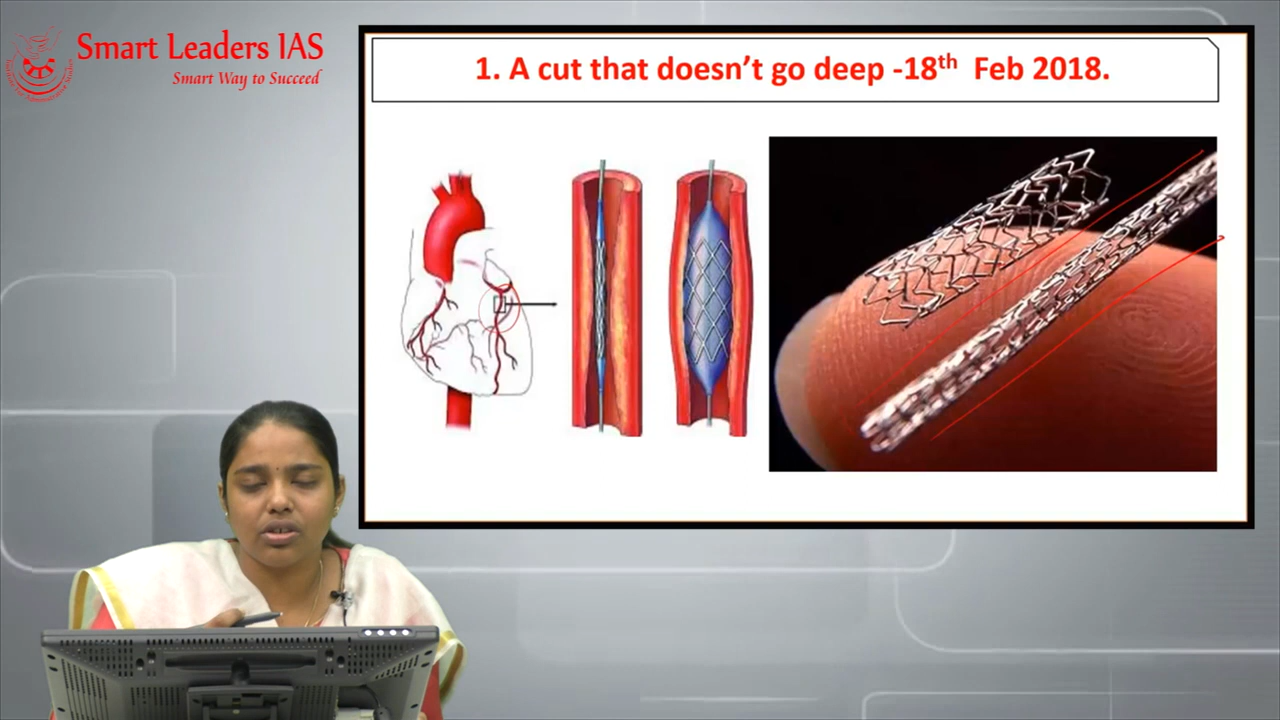 Smart Leaders IAS
Smart Way to Succeed
1. A cut that doesn’t go deep -18th Feb 2018.